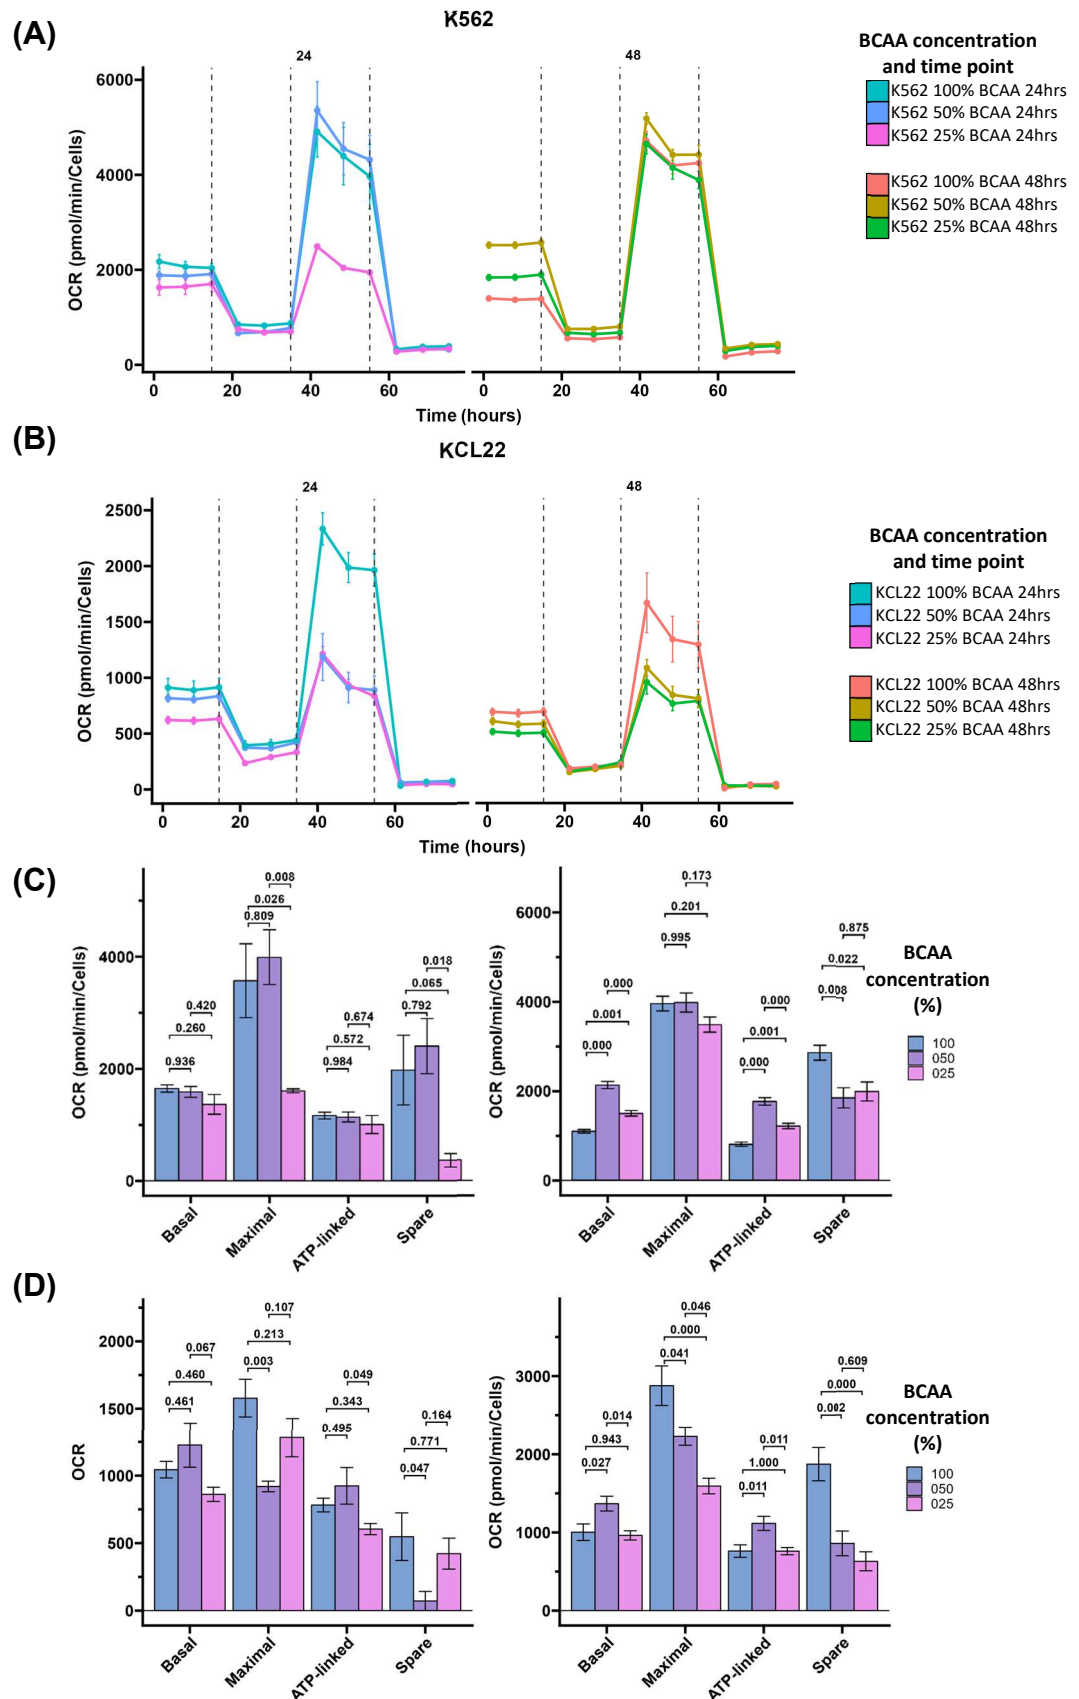 (A)
K562
24
48
6000
4000
2000
0
OCR (pmol/min/Cells)
0
20
40
60
0
20
40
60
Time (hours)
BCAA concentration
and time point
K562 100% BCAA 24hrs
K562 50% BCAA 24hrs
K562 25% BCAA 24hrs
K562 100% BCAA 48hrs
K562 50% BCAA 48hrs
K562 25% BCAA 48hrs
(B)
KCL22
24
48
2500
2000
1500
1000
500
0
OCR (pmol/min/Cells)
0
20
40
60
0
20
40
60
Time (hours)
BCAA concentration
and time point
KCL22 100% BCAA 24hrs
KCL22 50% BCAA 24hrs
KCL22 25% BCAA 24hrs
KCL22 100% BCAA 48hrs
KCL22 50% BCAA 48hrs
KCL22 25% BCAA 48hrs
(C)
OCR (pmol/min/Cells)
4000
2000
0
0.420
0.260
0.936
0.008
0.026
0.809
0.674
0.572
0.984
0.018
0.065
0.792
Basal
Maximal
ATP-linked
Spare
OCR (pmol/min/Cells)
6000
4000
2000
0
0.000
0.001
0.000
0.173
0.201
0.995
0.000
0.001
0.000
0.875
0.022
0.008
Basal
Maximal
ATP-linked
Spare
BCAA
concentration
(%)
100
050
025
(D)
OCR
2000
1500
1000
500
0
0.067
0.460
0.461
0.107
0.213
0.003
0.049
0.343
0.495
0.164
0.771
0.047
Basal
Maximal
ATP-linked
Spare
OCR (pmol/min/Cells)
3000
2000
1000
0
0.014
0.943
0.027
0.046
0.000
0.041
0.011
1.000
0.011
0.609
0.000
0.002
Basal
Maximal
ATP-linked
Spare
BCAA
concentration
(%)
100
050
025